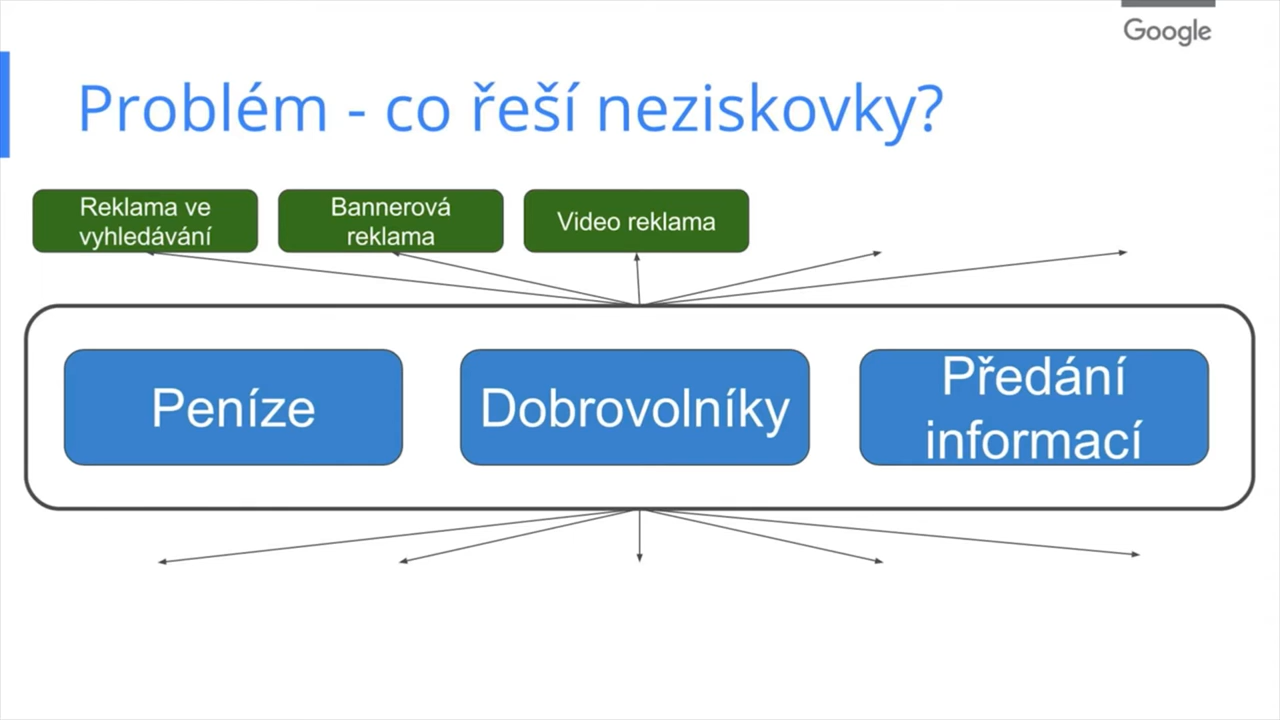 Google
Problém - co řeší neziskovky?
Reklama ve
vyhledávání
Bannerová
reklama
Video reklama
Peníze
Dobrovolníky
Předání
informací